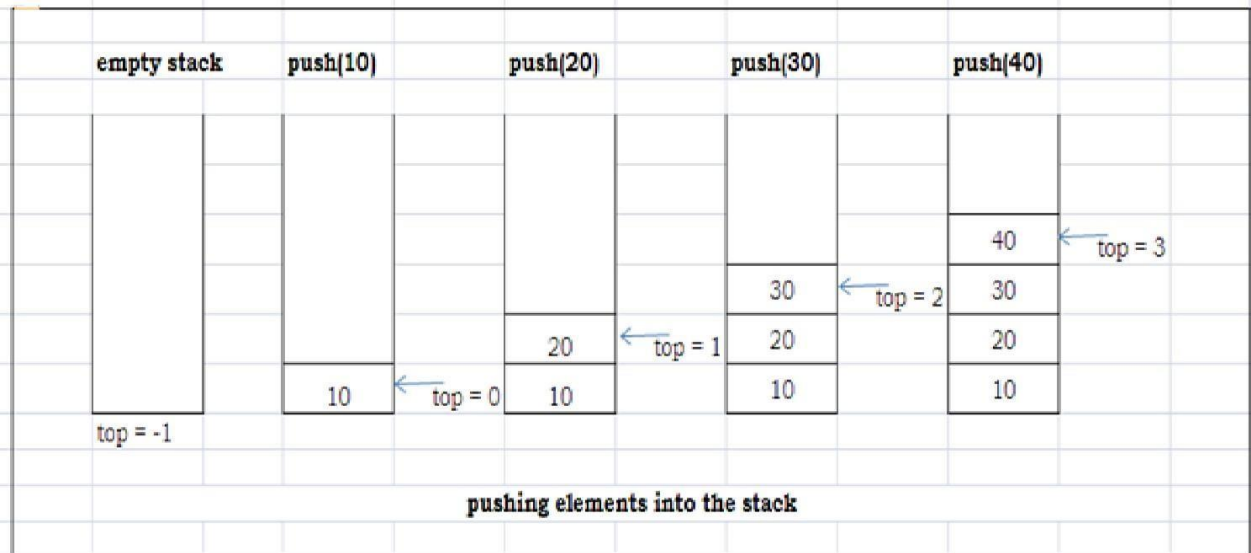 empty stack push(10) push(20) push(30) push(40)
40 top = 3
30 top = 2 30
20 top = 1 20 20
10 top = 0 10 10 10
top = -1
pushing elements into the stack